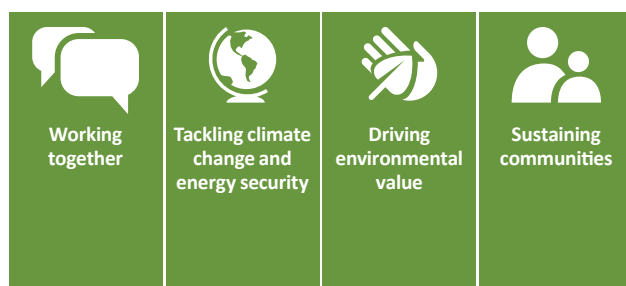 Working
together
Tackling climate
change and
energy security
Driving
environmental
value
Sustaining
communities